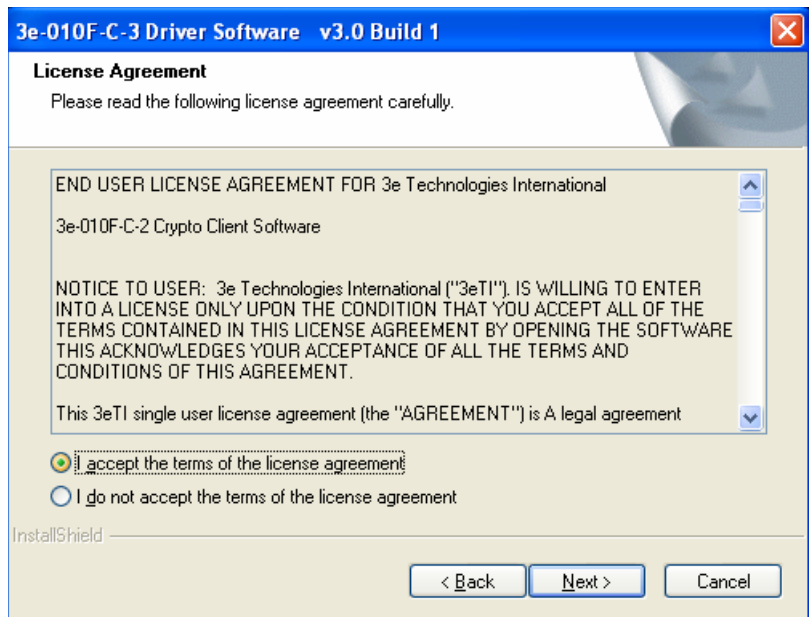 3e-010F-C-3 Driver Software v3.0 Build 1
License Agreement
Please read the following license agreement carefully.
END USER LICENSE AGREEMENT FOR 3e Technologies International
3e-010F-C-2 Crypto Client Software
NOTICE TO USER: 3e Technologies International ("3eTI"). IS WILLING TO ENTER
INTO A LICENSE ONLY UPON THE CONDITION THAT YOU ACCEPT ALL OF THE
TERMS CONTAINED IN THIS LICENSE AGREEMENT BY OPENING THE SOFTWARE
THIS ACKNOWLEDGES YOUR ACCEPTANCE OF ALL THE TERMS AND
CONDITIONS OF THIS AGREEMENT.
This 3eTI single user license agreement (the "AGREEMENT") is A legal agreement
I accept the terms of the license agreement
I do not accept the terms of the license agreement
InstallShield
< Back Next > Cancel